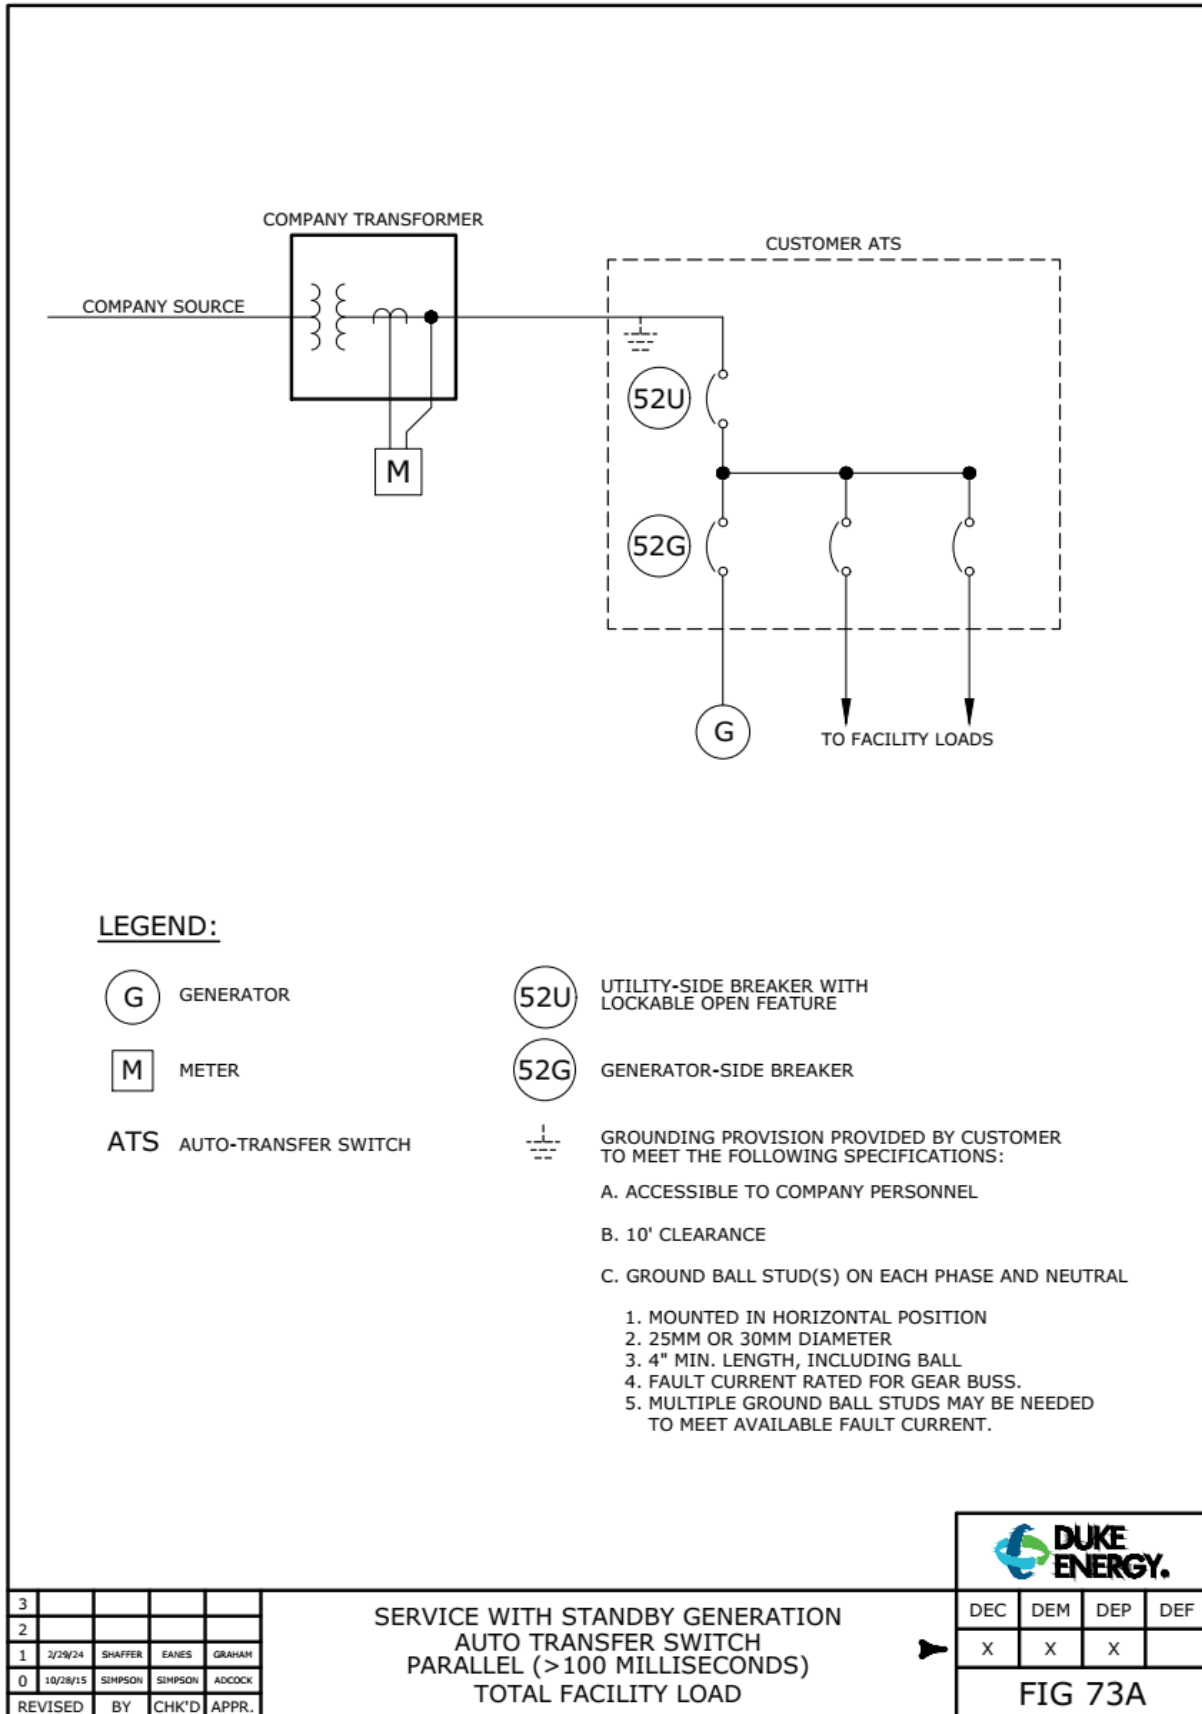 COMPANY TRANSFORMER
CUSTOMER ATS
COMPANY SOURCE
52U
M
52G
G
TO FACILITY LOADS
LEGEND:
G GENERATOR
52U UTILITY-SIDE BREAKER WITH
LOCKABLE OPEN FEATURE
M METER
52G GENERATOR-SIDE BREAKER
ATS AUTO-TRANSFER SWITCH
GROUNDING PROVISION PROVIDED BY CUSTOMER
TO MEET THE FOLLOWING SPECIFICATIONS:
A. ACCESSIBLE TO COMPANY PERSONNEL
B. 10' CLEARANCE
C. GROUND BALL STUD(S) ON EACH PHASE AND NEUTRAL
1. MOUNTED IN HORIZONTAL POSITION
2. 25MM OR 30MM DIAMETER
3. 4" MIN. LENGTH, INCLUDING BALL
4. FAULT CURRENT RATED FOR GEAR BUSS.
5. MULTIPLE GROUND BALL STUDS MAY BE NEEDED
TO MEET AVAILABLE FAULT CURRENT.
DUKE
ENERGY.
3
2
1 2/29/24 SHAFFER EANES GRAHAM
0 10/28/15 SIMPSON SIMPSON ADCOCK
REVISED BY CHK'D APPR.
SERVICE WITH STANDBY GENERATION
AUTO TRANSFER SWITCH
PARALLEL (>100 MILLISECONDS)
TOTAL FACILITY LOAD
DEC DEM DEP DEF
X X X
FIG 73A